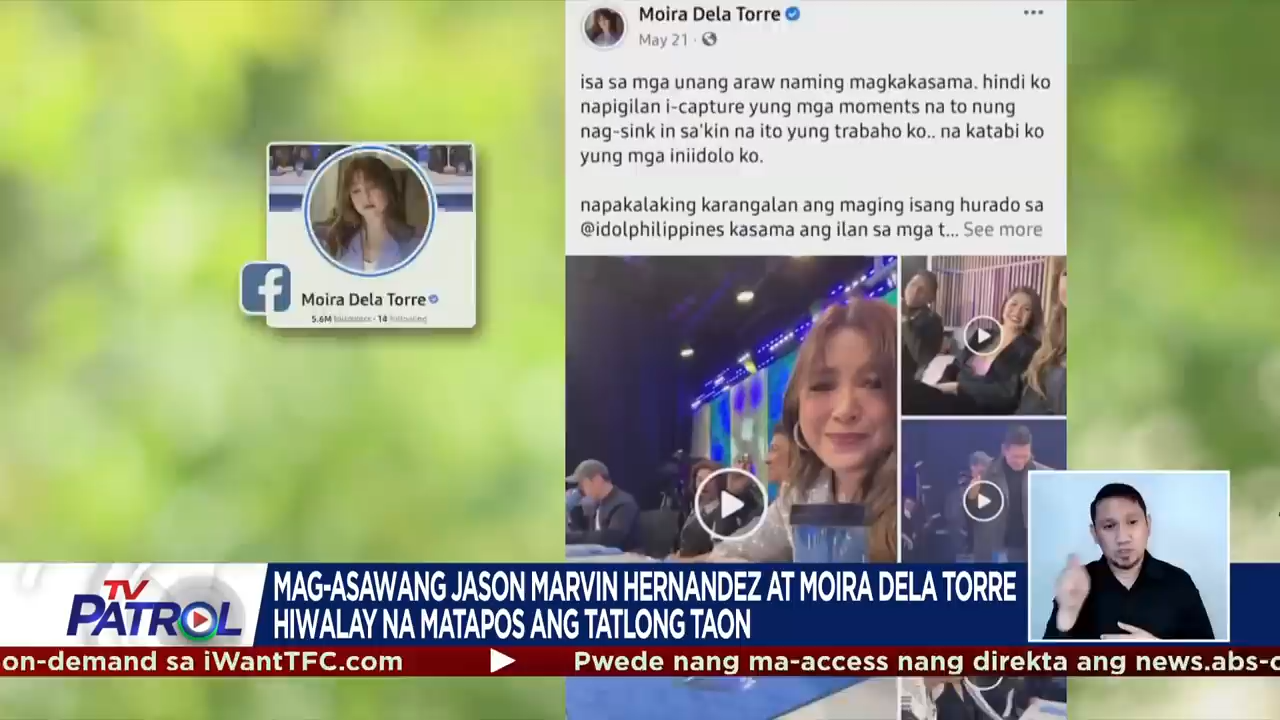 Moira Dela Torre
May 21 ·
isa sa mga unang araw naming magkakasama. hindi ko
napigilan i-capture yung mga moments na to nung
nag-sink in sa'kin na ito yung trabaho ko.. na katabi ko
yung mga iniidolo ko.
napakalaking karangalan ang maging isang hurado sa
@idolphilippines kasama ang ilan sa mga t... See more
Moira Dela Torre
5.6M followers • 14 following
TV
PATROL
MAG-ASAWANG JASON MARVIN HERNANDEZ AT MOIRA DELA TORRE
HIWALAY NA MATAPOS ANG TATLONG TAON
on-demand sa iWantTFC.com Pwede nang ma-access nang direkta ang news.abs-c